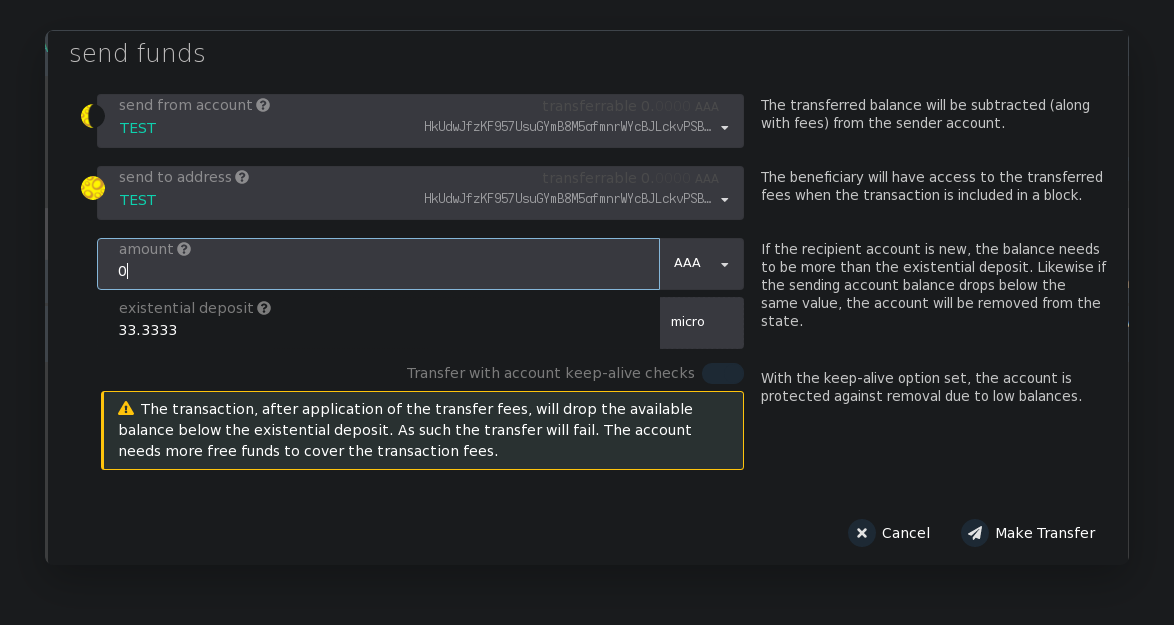 send funds
send from account ?
transferrable 0.0000 AAA
TEST
HkUdwJfzKF957UsuGYmB8M5afmnrWYcBJLckvPSB…
The transferred balance will be subtracted (along
with fees) from the sender account.
send to address ?
transferrable 0.0000 AAA
TEST
HkUdwJfzKF957UsuGYmB8M5afmnrWYcBJLckvPSB…
The beneficiary will have access to the transferred
fees when the transaction is included in a block.
amount ?
0
AAA
existential deposit ?
33.3333
micro
If the recipient account is new, the balance needs
to be more than the existential deposit. Likewise if
the sending account balance drops below the
same value, the account will be removed from the
state.
Transfer with account keep-alive checks
With the keep-alive option set, the account is
protected against removal due to low balances.
The transaction, after application of the transfer fees, will drop the available
balance below the existential deposit. As such the transfer will fail. The account
needs more free funds to cover the transaction fees.
Cancel
Make Transfer